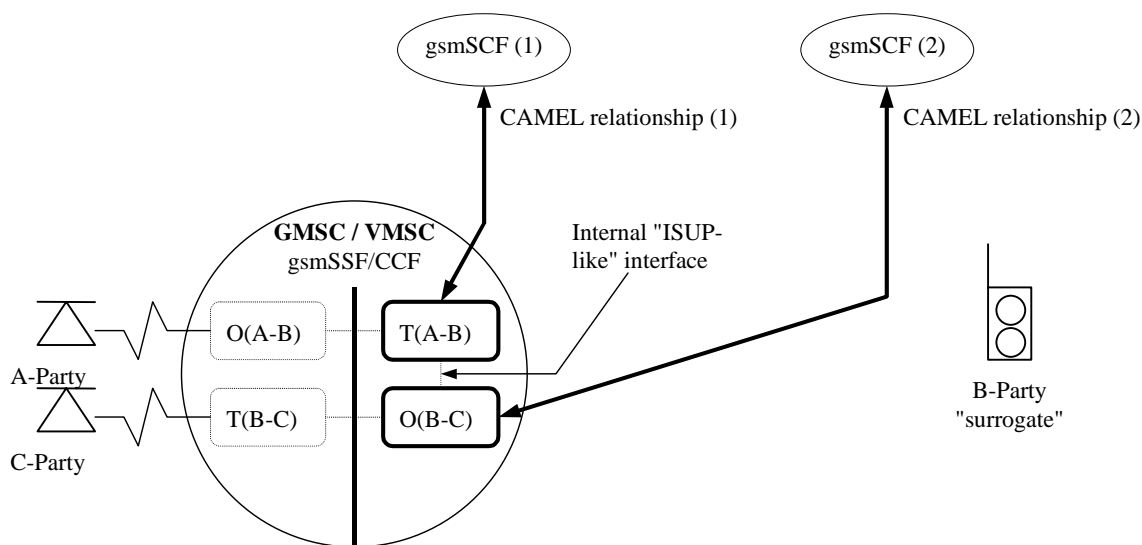 gsmSCF (1)
gsmSCF (2)
CAMEL relationship (1)
CAMEL relationship (2)
GMSC / VMSC
gsmSSF/CCF
Internal "ISUP-
like" interface
O(A-B)
T(A-B)
A-Party
T(B-C)
O(B-C)
C-Party
B-Party
"surrogate"